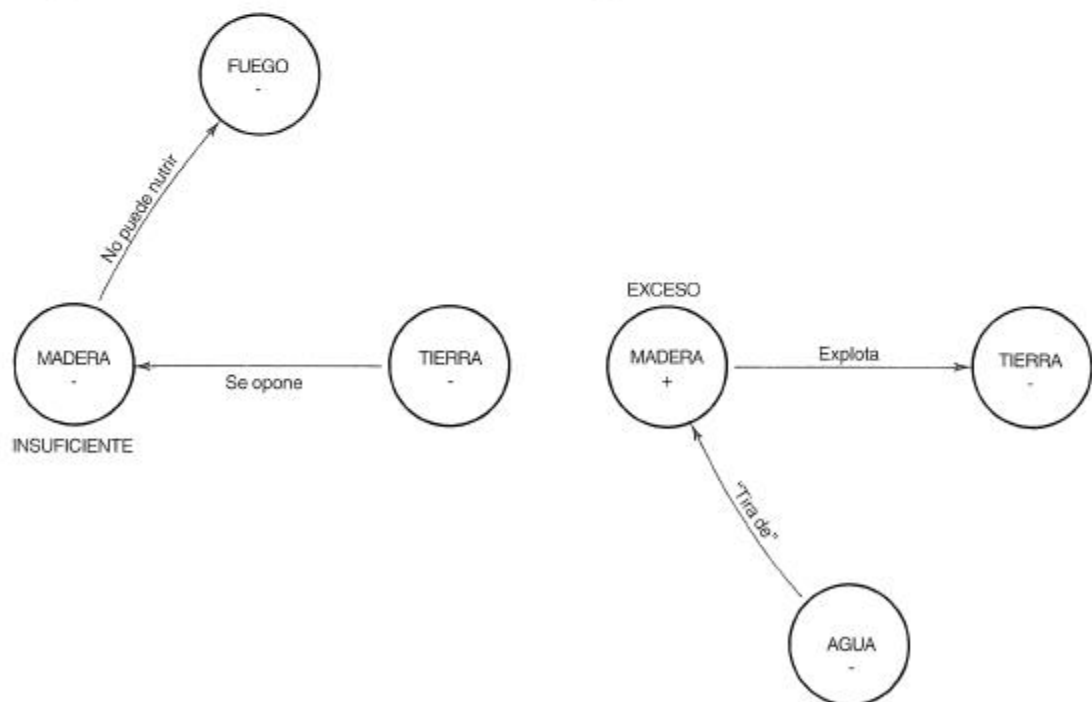 FUEGO
-
No puede nutrir
MADERA
-
INSUFICIENTE
Se opone
TIERRA
-
EXCESO
MADERA
+
Explota
TIERRA
-
"Tira de"
AGUA
-